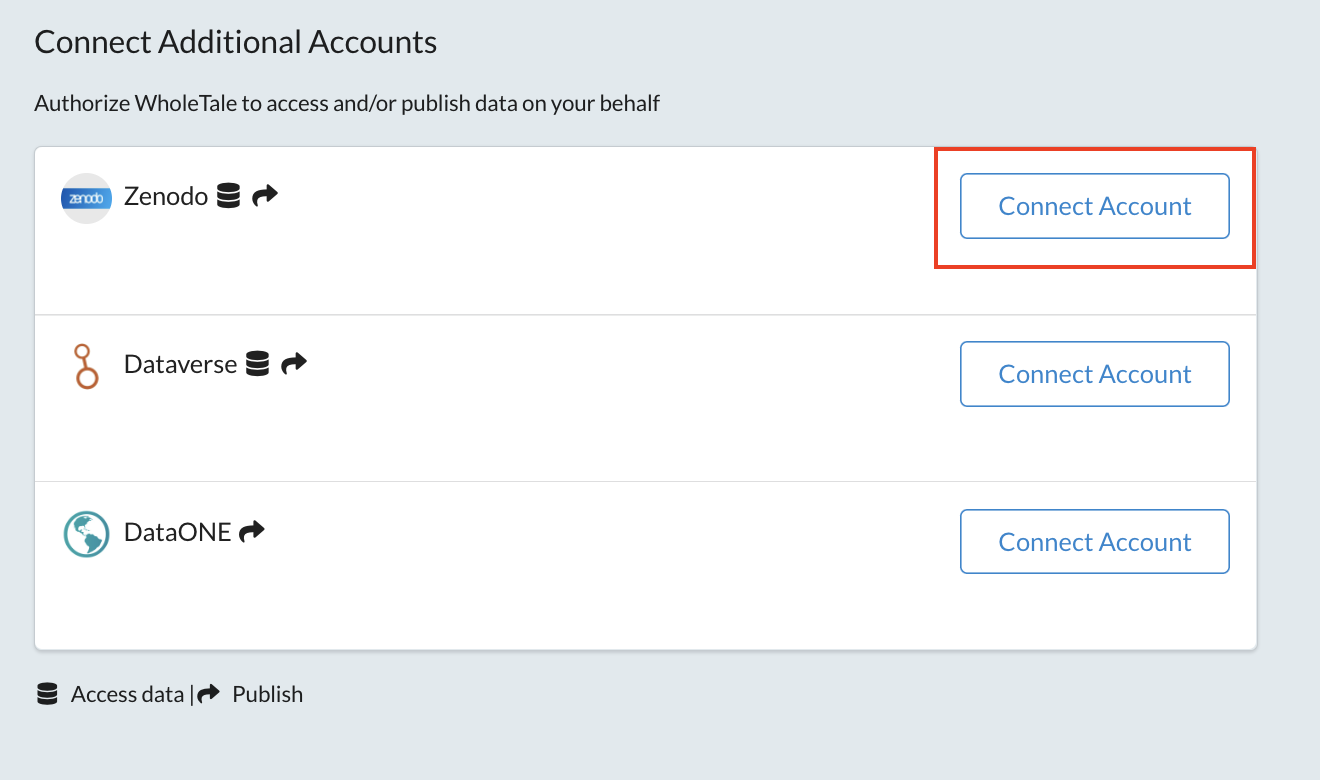 Connect Additional Accounts
Authorize WholeTale to access and/or publish data on your behalf
zenodo Zenodo Connect Account
Dataverse Connect Account
DataONE Connect Account
Access data | Publish